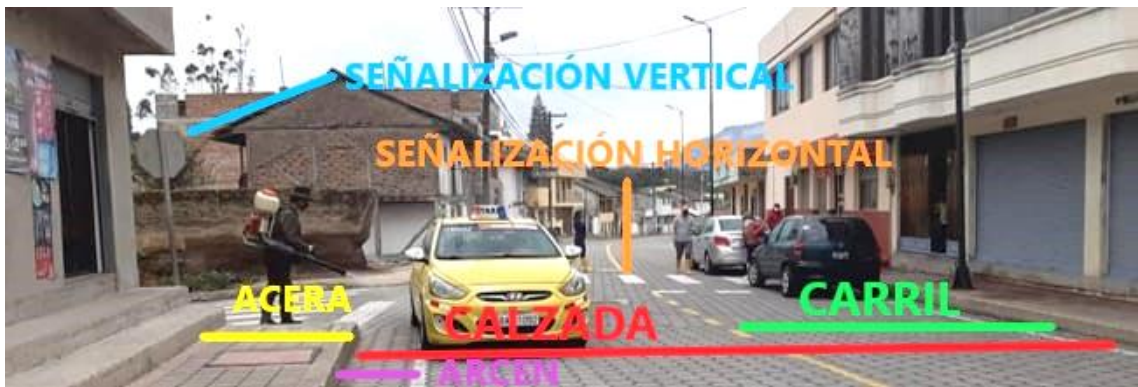 SEÑALIZACIÓN VERTICAL
SEÑALIZACIÓN HORIZONTAL
ACERA
CARRIL
CALZADA
ARCEN